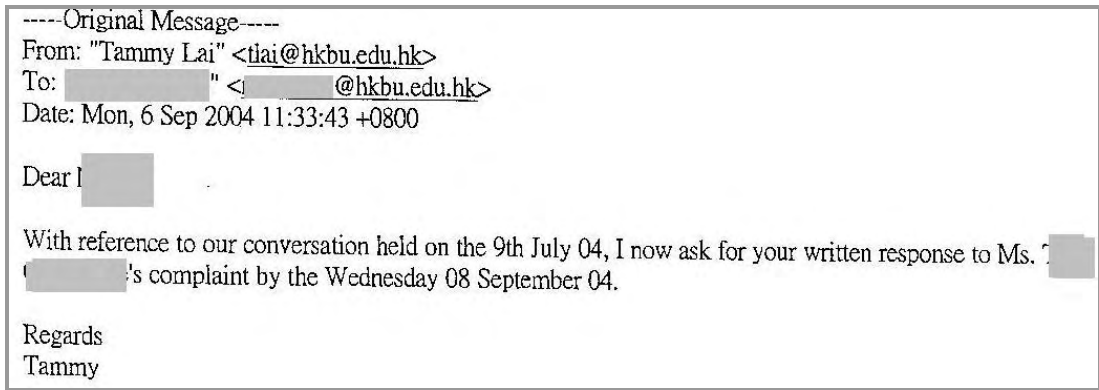 -----Original Message-----
From: "Tammy Lai" <tlai@hkbu.edu.hk>
To: " < @hkbu.edu.hk>
Date: Mon, 6 Sep 2004 11:33:43 +0800
Dear
With reference to our conversation held on the 9th July 04, I now ask for your written response to Ms.
's complaint by the Wednesday 08 September 04.
Regards
Tammy